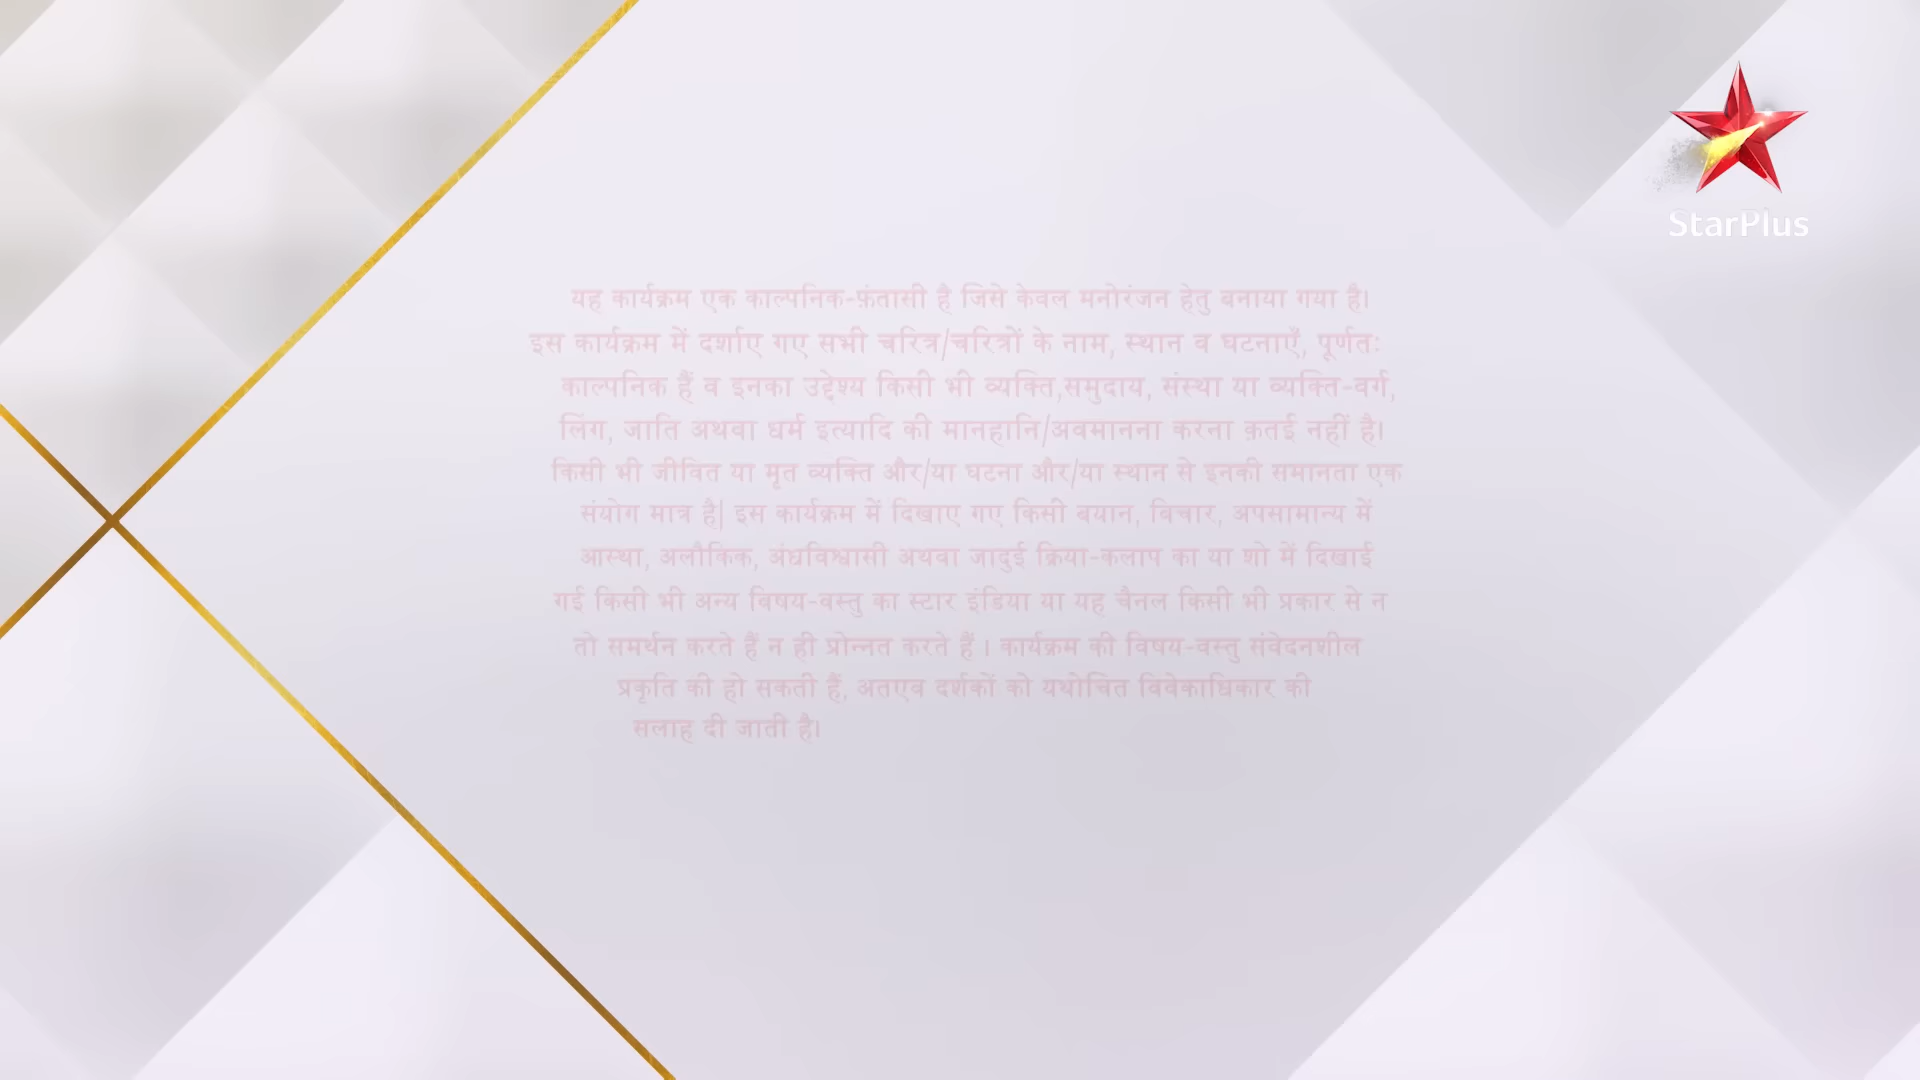 StarPlus
यह कार्यक्रम एक काल्पनिक-फ़ंतासी है जिसे केवल मनोरंजन हेतु बनाया गया है।
इस कार्यक्रम में दर्शाए गए सभी चरित्र/चरित्रों के नाम, स्थान व घटनाएँ, पूर्णतः
काल्पनिक हैं व इनका उद्देश्य किसी भी व्यक्ति,समुदाय, संस्था या व्यक्ति-वर्ग,
लिंग, जाति अथवा धर्म इत्यादि की मानहानि/अवमानना करना क़तई नहीं है।
किसी भी जीवित या मृत व्यक्ति और/या घटना और/या स्थान से इनकी समानता एक
संयोग मात्र है| इस कार्यक्रम में दिखाए गए किसी बयान, विचार, अपसामान्य में
आस्था, अलौकिक, अंधविश्वासी अथवा जादुई क्रिया-कलाप का या शो में दिखाई
गई किसी भी अन्य विषय-वस्तु का स्टार इंडिया या यह चैनल किसी भी प्रकार से न
तो समर्थन करते हैं न ही प्रोन्नत करते हैं । कार्यक्रम की विषय-वस्तु संवेदनशील
प्रकृति की हो सकती हैं, अतएव दर्शकों को यथोचित विवेकाधिकार की
सलाह दी जाती है।